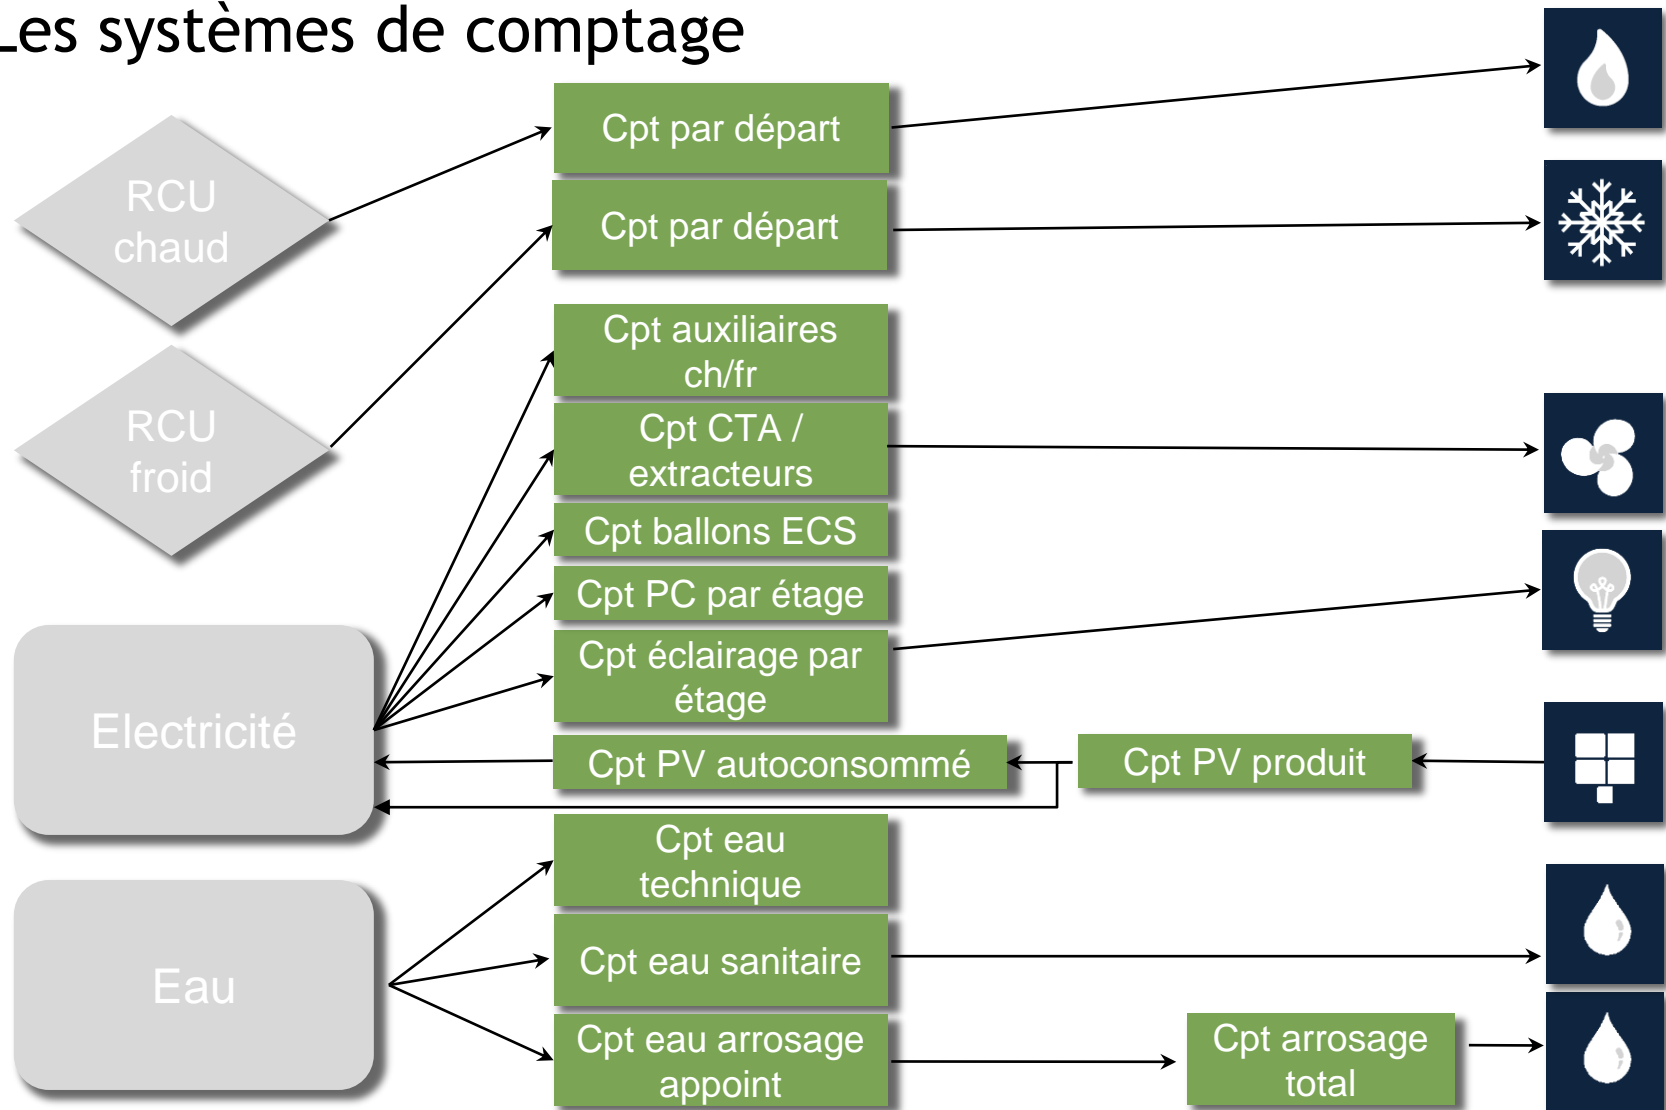 Les systèmes de comptage
RCU
chaud
Cpt par départ
Cpt par départ
RCU
froid
Cpt auxiliaires
ch/fr
Cpt CTA /
extracteurs
Cpt ballons ECS
Cpt PC par étage
Cpt éclairage par
étage
Electricité
Cpt PV autoconsommé
Cpt PV produit
Eau
Cpt eau
technique
Cpt eau sanitaire
Cpt eau arrosage
appoint
Cpt arrosage
total